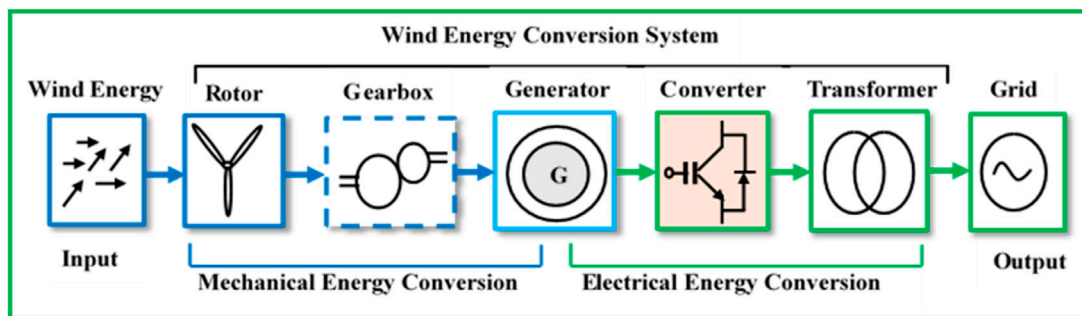 Wind Energy Conversion System
Wind Energy
Rotor
Gearbox
Generator
Converter
Transformer
Grid
G
Input
Output
Mechanical Energy Conversion
Electrical Energy Conversion